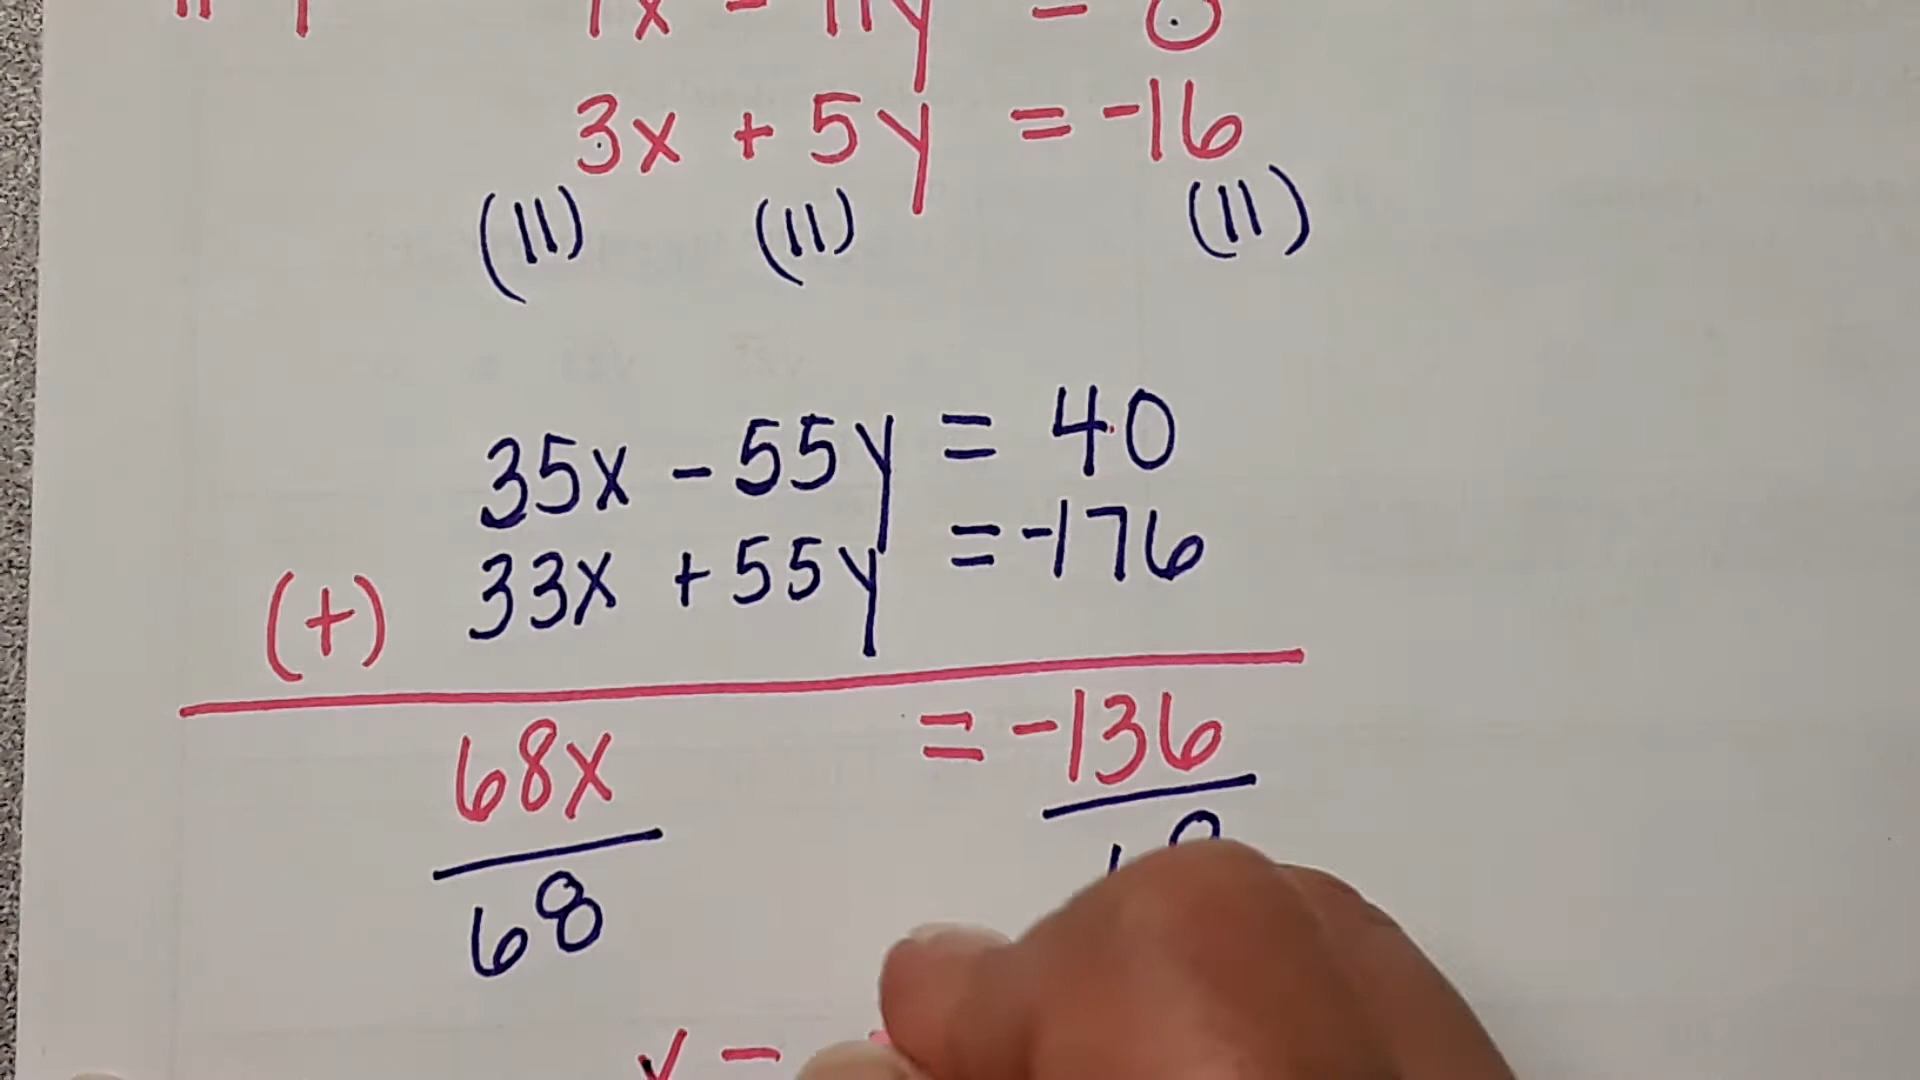 3x + 5y = -16
(11) (11) (11)
35x - 55y = 40
(+) 33x + 55y = -176
68x = -136
68